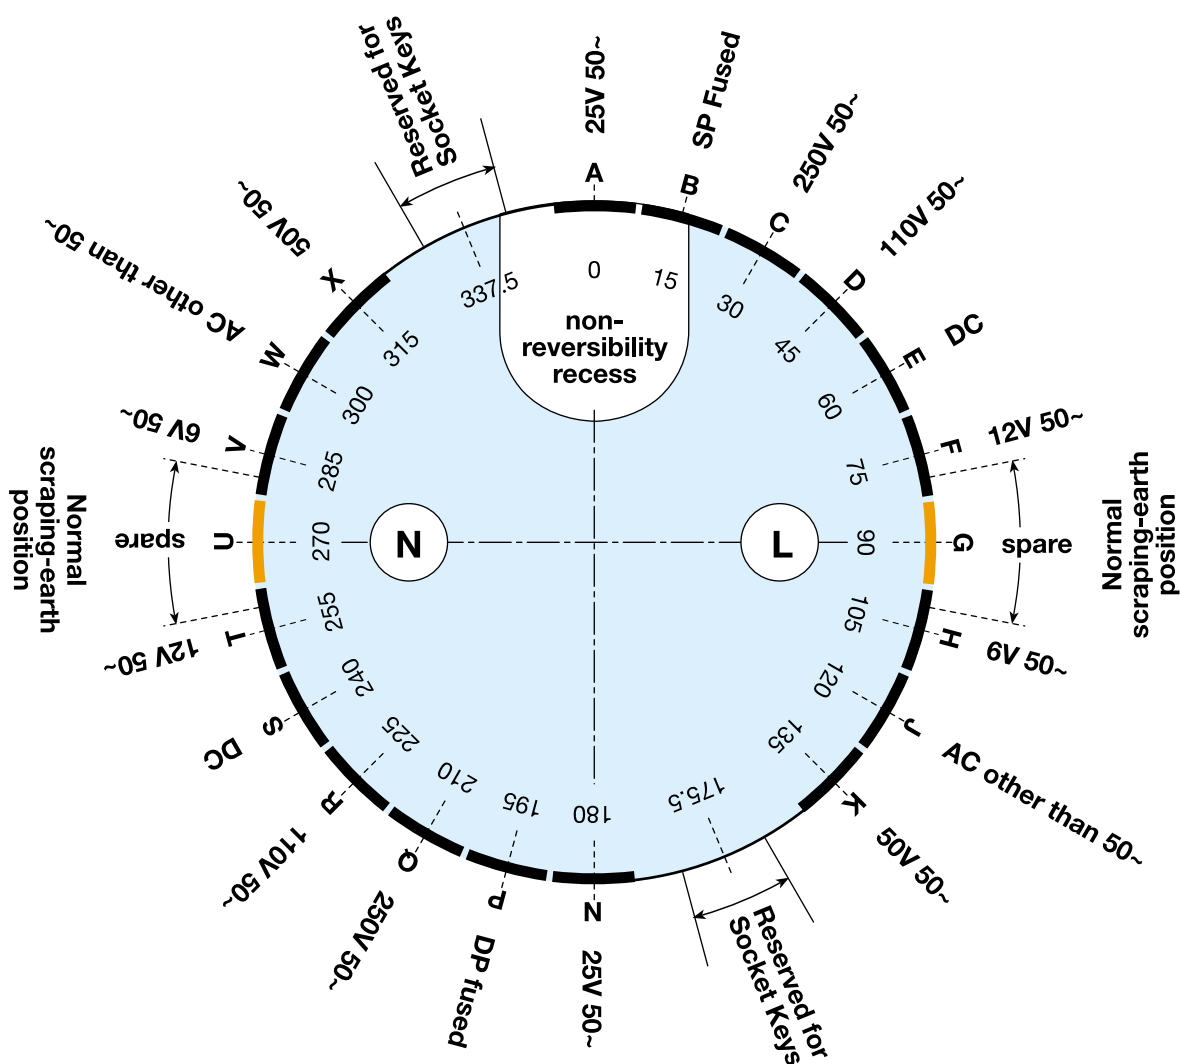 Reserved for
Socket Keys
25V 50~
SP Fused
250V 50~
110V 50~
DC
12V 50~
Normal
scraping-earth
position
spare
6V 50~
AC other than 50~
50V 50~
Reserved for
Socket Keys
25V 50~
DP fused
250V 50~
110V 50~
DC
12V 50~
Normal
scraping-earth
position
spare
6V 50~
AC other than 50~
50V 50~
A
B
C
D
E
F
G
H
J
K
N
P
Q
R
S
T
U
V
W
X
0
15
30
45
60
75
90
105
120
135
175.5
180
195
210
225
240
255
270
285
300
315
337.5
non-
reversibility
recess
N
L